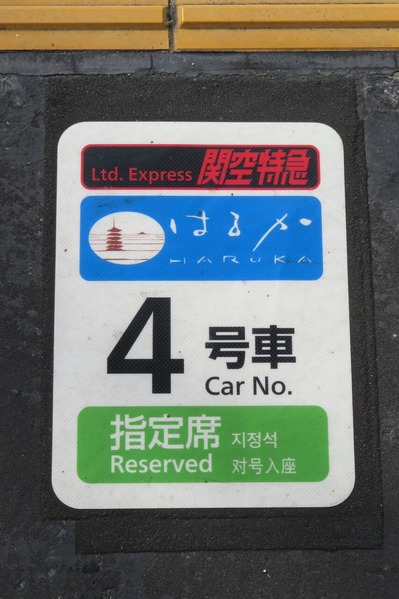 Ltd. Express 関空特急
はるか
HARUKA
4 号車
Car No.
指定席 지정석
Reserved 对号入座